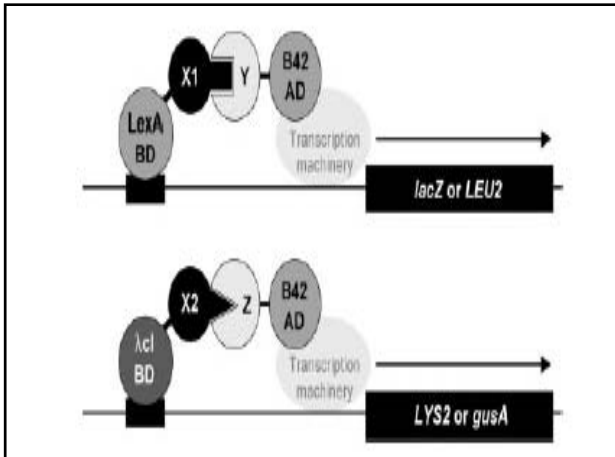 X1
Y
B42
AD
LexA
BD
Transcription
machinery
lacZ or LEU2
X2
Z
B42
AD
λcI
BD
Transcription
machinery
LYS2 or gusA